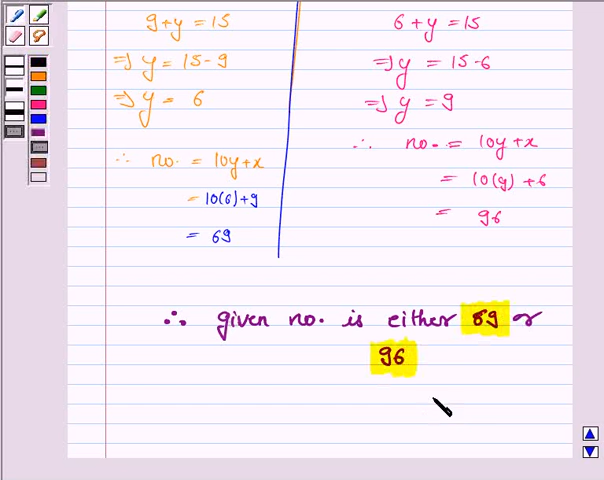 9+y = 15
⇒ y = 15-9
⇒ y = 6
∴ no. = 10y+x
= 10(6)+9
= 69
6+y = 15
⇒ y = 15-6
⇒ y = 9
∴ no. = 10y+x
= 10(9)+6
= 96
∴ given no. is either 69 or
96